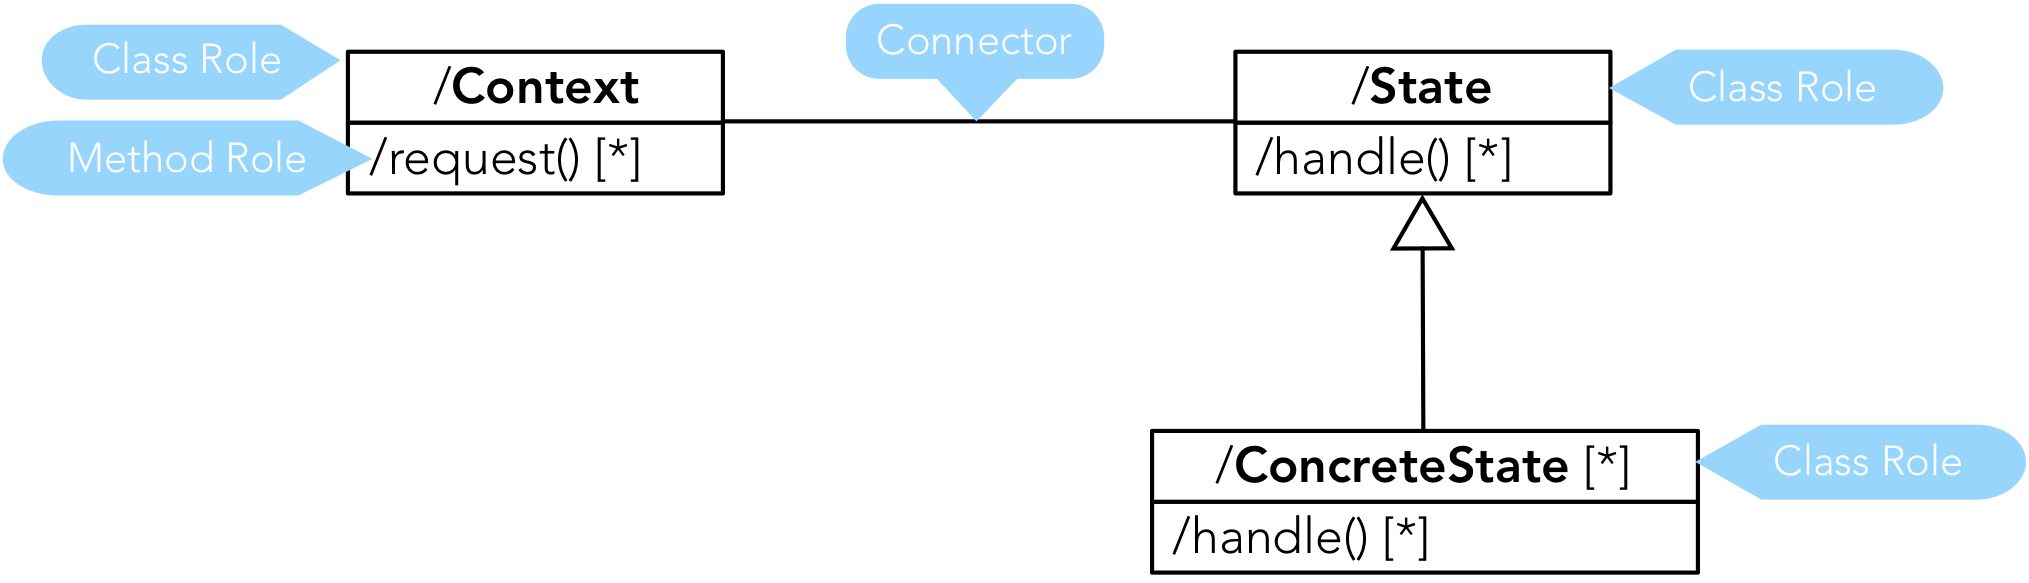 Connector
Class Role
/Context
Method Role
/request() [*]
/State
Class Role
/handle() [*]
/ConcreteState [*]
Class Role
/handle() [*]